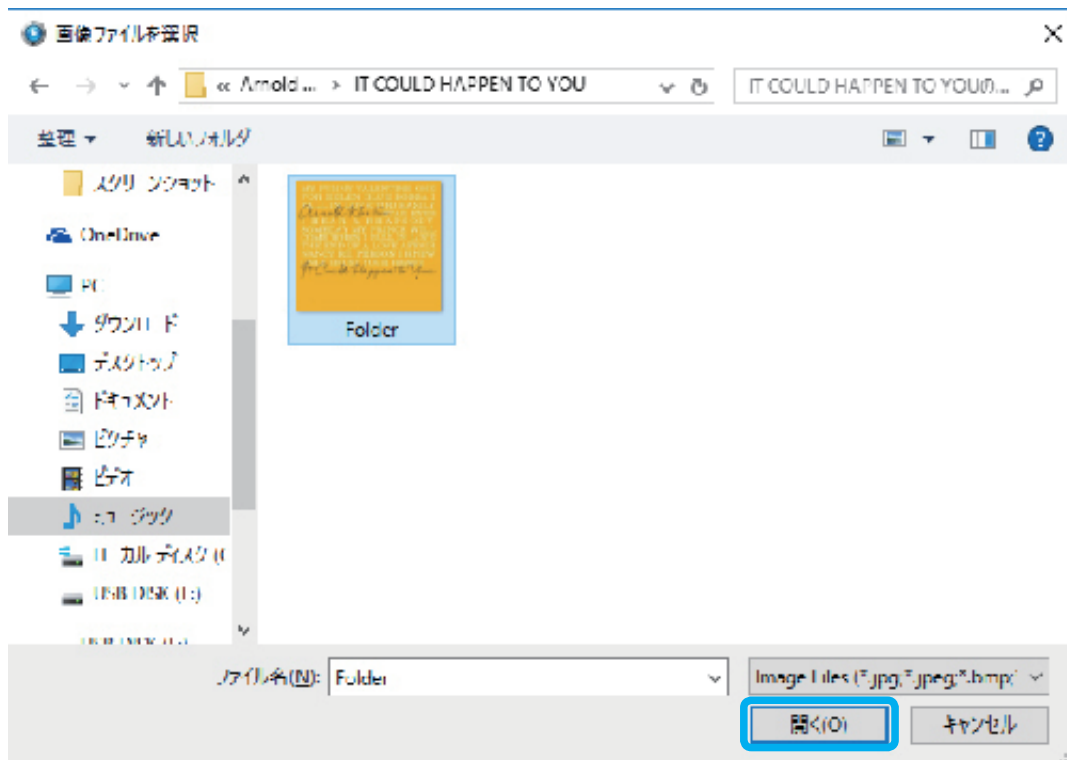 画像ファイルを選択
« Arnold ... › IT COULD HAPPEN TO YOU
IT COULD HAPPEN TO YOUの...
整理
新しいフォルダ
スクリーンショット
OneDrive
PC
ダウンロード
デスクトップ
ドキュメント
ピクチャ
ビデオ
ミュージック
ローカル ディスク (C
USB DISK (E:)
USB DISK
Folder
ファイル名(N): Folder
Image Files (*.jpg;*.jpeg;*.bmp;
開く(O)
キャンセル